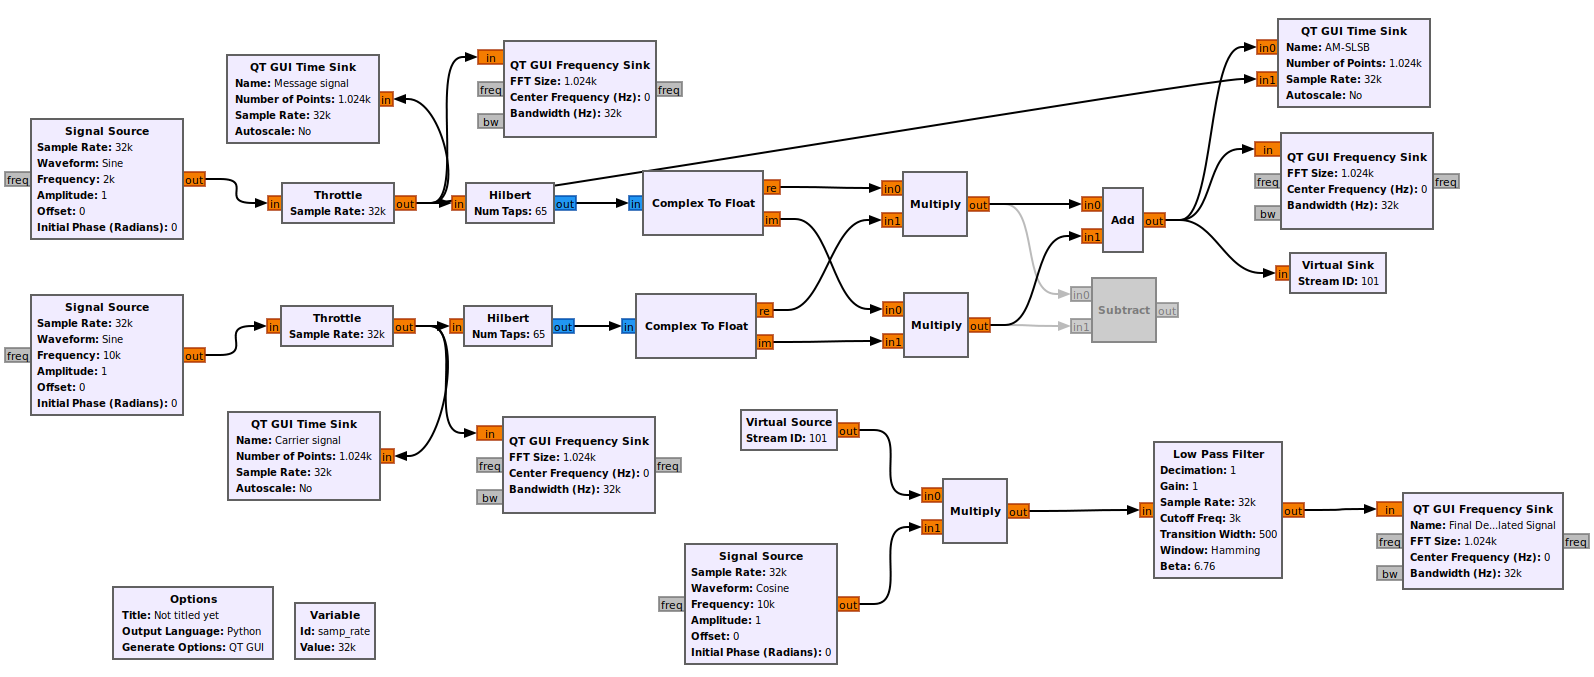 QT GUI Time Sink
Name: Message signal
Number of Points: 1.024k
Sample Rate: 32k
Autoscale: No
in
in
freq
bw
QT GUI Frequency Sink
FFT Size: 1.024k
Center Frequency (Hz): 0
Bandwidth (Hz): 32k
freq
in0
in1
QT GUI Time Sink
Name: AM-SLSB
Number of Points: 1.024k
Sample Rate: 32k
Autoscale: No
freq
Signal Source
Sample Rate: 32k
Waveform: Sine
Frequency: 2k
Amplitude: 1
Offset: 0
Initial Phase (Radians): 0
out
in
Throttle
Sample Rate: 32k
out
in
Hilbert
Num Taps: 65
out
in
Complex To Float
re
im
in0
in1
Multiply
out
in0
in1
Add
out
in
freq
bw
QT GUI Frequency Sink
FFT Size: 1.024k
Center Frequency (Hz): 0
Bandwidth (Hz): 32k
freq
in
Virtual Sink
Stream ID: 101
in0
in1
Subtract
out
freq
Signal Source
Sample Rate: 32k
Waveform: Sine
Frequency: 10k
Amplitude: 1
Offset: 0
Initial Phase (Radians): 0
out
in
Throttle
Sample Rate: 32k
out
in
Hilbert
Num Taps: 65
out
in
Complex To Float
re
im
in0
in1
Multiply
out
QT GUI Time Sink
Name: Carrier signal
Number of Points: 1.024k
Sample Rate: 32k
Autoscale: No
in
in
freq
bw
QT GUI Frequency Sink
FFT Size: 1.024k
Center Frequency (Hz): 0
Bandwidth (Hz): 32k
freq
Virtual Source
Stream ID: 101
out
in0
in1
Multiply
out
in
Low Pass Filter
Decimation: 1
Gain: 1
Sample Rate: 32k
Cutoff Freq: 3k
Transition Width: 500
Window: Hamming
Beta: 6.76
out
in
freq
bw
QT GUI Frequency Sink
Name: Final De...lated Signal
FFT Size: 1.024k
Center Frequency (Hz): 0
Bandwidth (Hz): 32k
freq
freq
Signal Source
Sample Rate: 32k
Waveform: Cosine
Frequency: 10k
Amplitude: 1
Offset: 0
Initial Phase (Radians): 0
out
Options
Title: Not titled yet
Output Language: Python
Generate Options: QT GUI
Variable
Id: samp_rate
Value: 32k